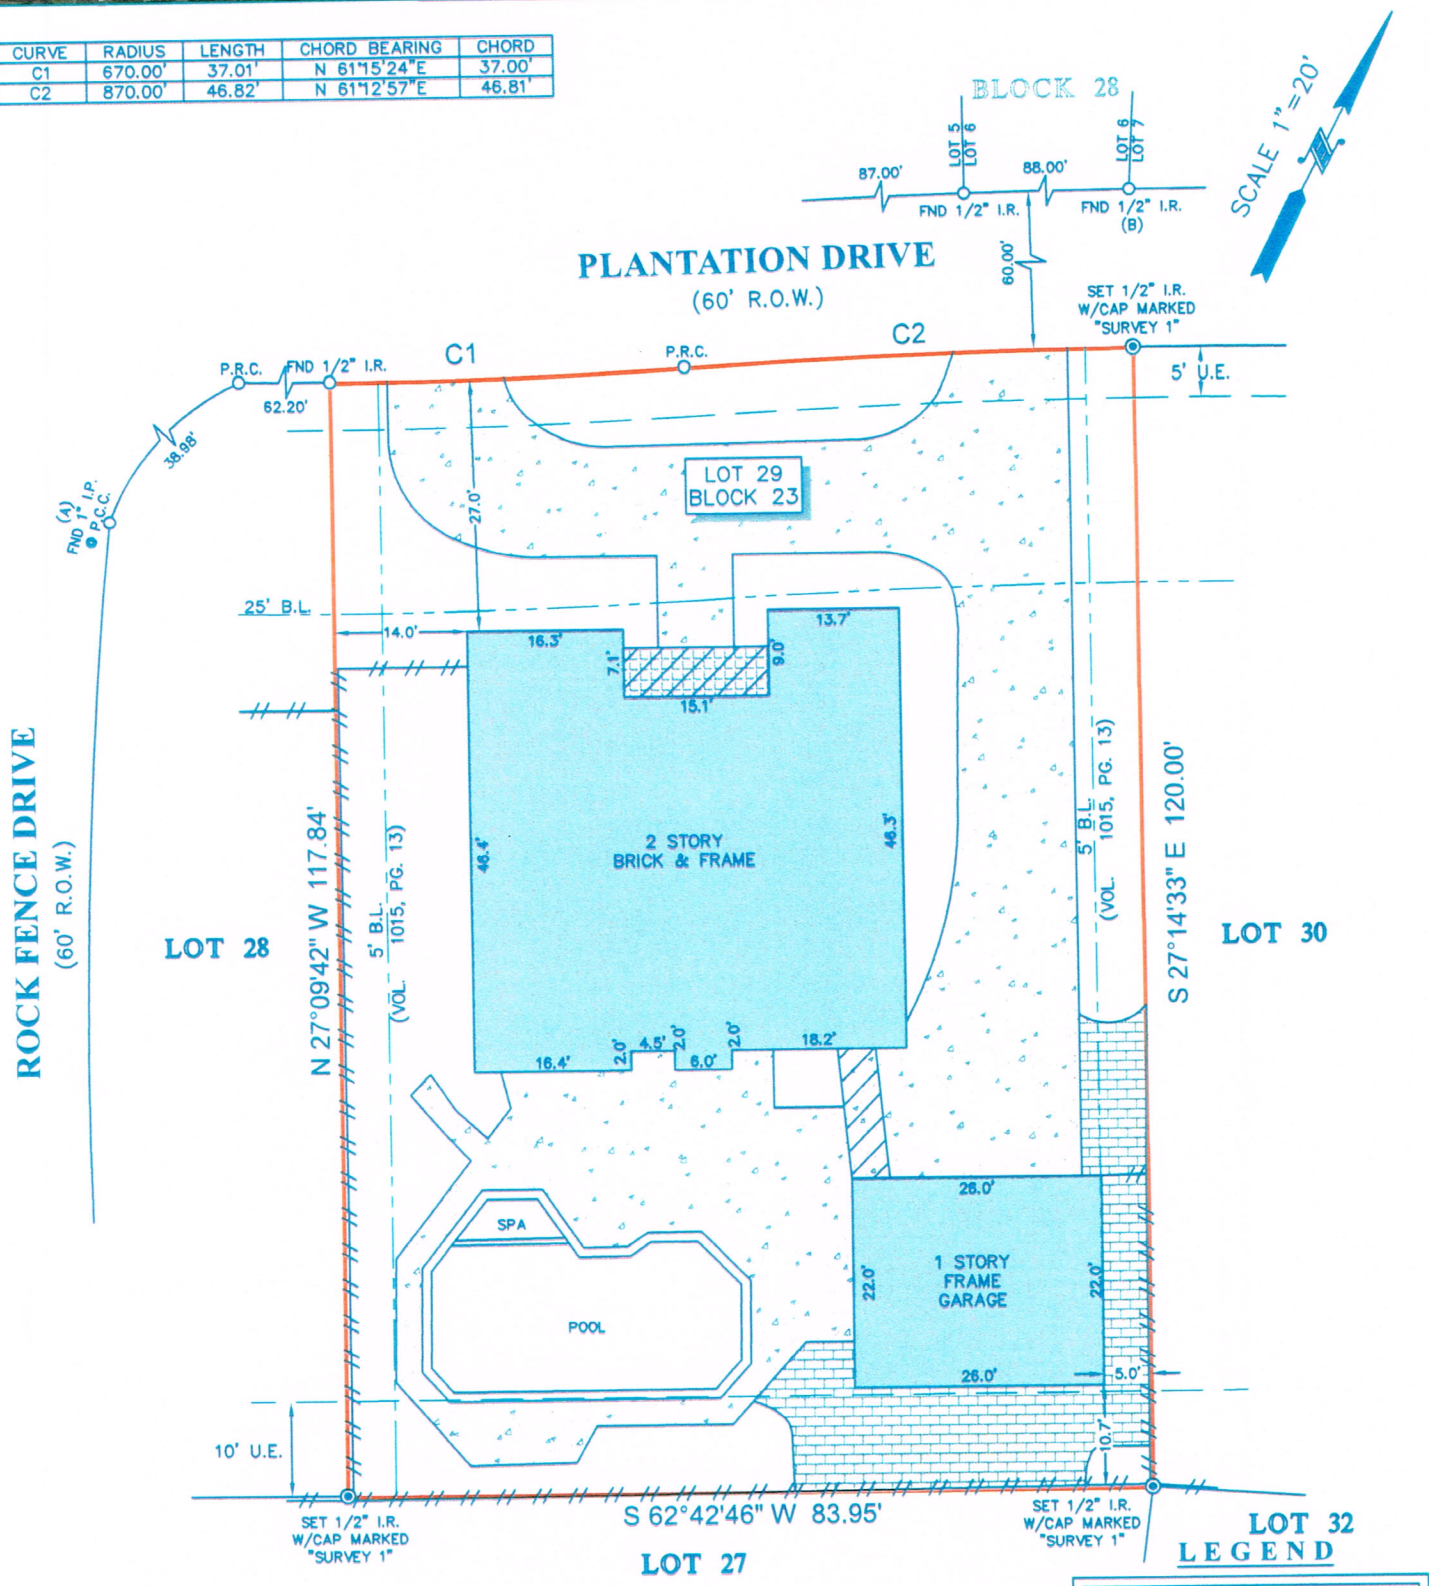 CURVE RADIUS LENGTH CHORD BEARING CHORD
C1 670.00' 37.01' N 61°15'24"E 37.00'
C2 870.00' 46.82' N 61°12'57"E 46.81'
BLOCK 28
SCALE 1"=20'
LOT 5
LOT 6
LOT 6
LOT 7
87.00'
88.00'
FND 1/2" I.R.
FND 1/2" I.R.
(B)
PLANTATION DRIVE
(60' R.O.W.)
60.00'
SET 1/2" I.R.
W/CAP MARKED
"SURVEY 1"
C1
P.R.C.
C2
P.R.C.
FND 1/2" I.R.
62.20'
5' U.E.
38.98'
(A)
FND 1" I.P.
P.C.C.
27.0'
LOT 29
BLOCK 23
25' B.L.
14.0'
16.3'
7.1'
15.1'
9.0'
13.7'
ROCK FENCE DRIVE
(60' R.O.W.)
LOT 28
N 27°09'42" W 117.84'
5' B.L.
(VOL. 1015, PG. 13)
46.4'
2 STORY
BRICK & FRAME
46.3'
5' B.L.
(VOL. 1015, PG. 13)
S 27°14'33" E 120.00'
LOT 30
16.4'
2.0'
4.5'
2.0'
6.0'
2.0'
18.2'
SPA
POOL
26.0'
22.0'
1 STORY
FRAME
GARAGE
22.0'
26.0'
5.0'
10' U.E.
10.7'
SET 1/2" I.R.
W/CAP MARKED
"SURVEY 1"
S 62°42'46" W 83.95'
SET 1/2" I.R.
W/CAP MARKED
"SURVEY 1"
LOT 27
LOT 32
LEGEND